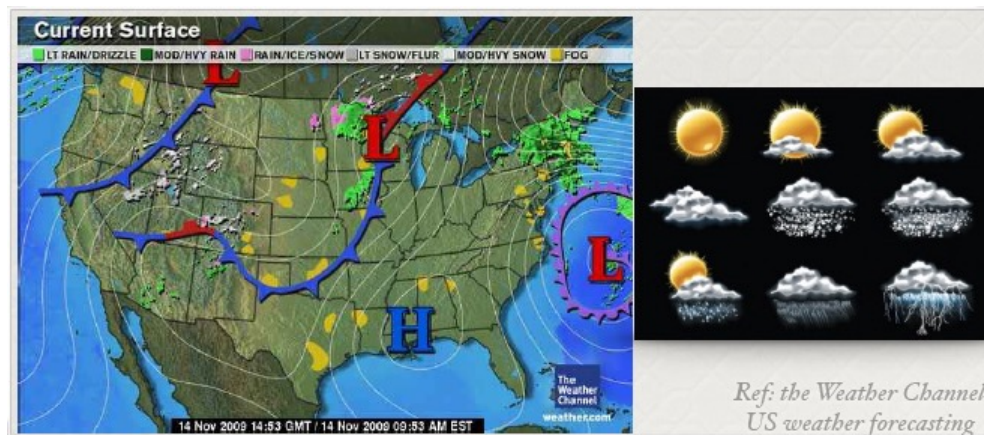 Current Surface
LT RAIN/DRIZZLE MOD/HVY RAIN RAIN/ICE/SNOW LT SNOW/FLUR MOD/HVY SNOW FOG
L
L
L
H
The
Weather
Channel
weather.com
14 Nov 2009 14:53 GMT / 14 Nov 2009 09:53 AM EST
Ref: the Weather Channel
US weather forecasting